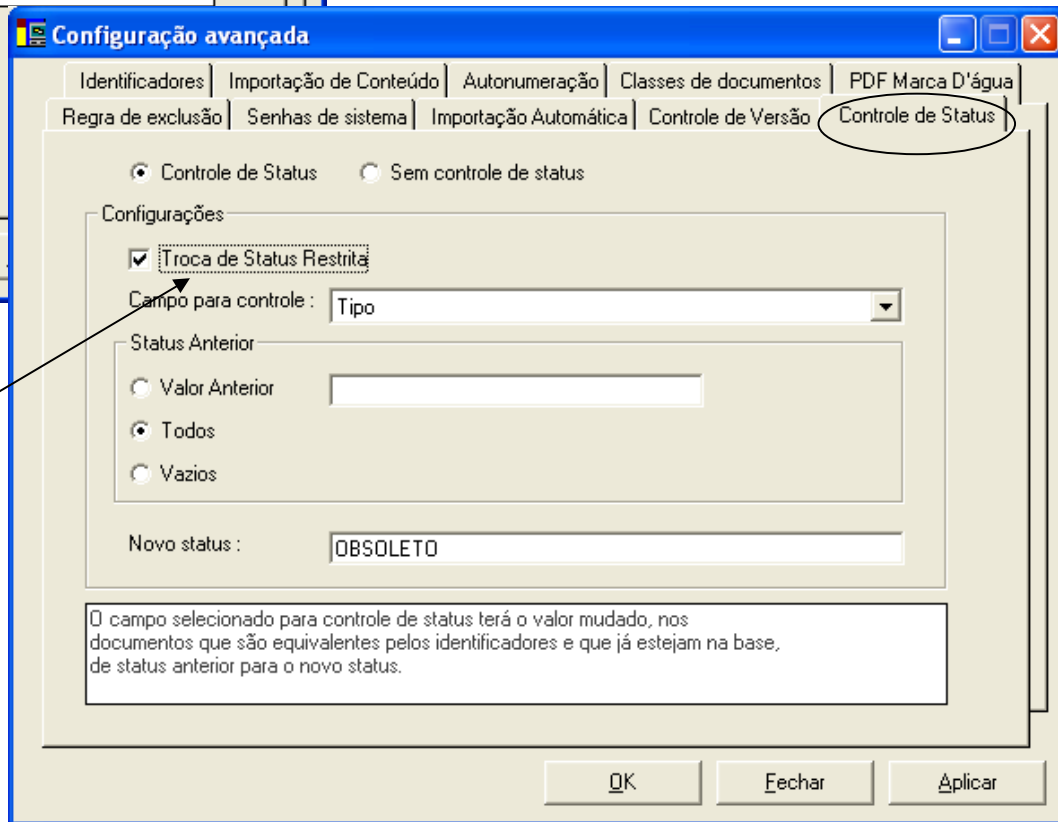 Configuração avançada
Identificadores Importação de Conteúdo Autonumeração Classes de documentos PDF Marca D'água
Regra de exclusão Senhas de sistema Importação Automática Controle de Versão Controle de Status
Controle de Status Sem controle de status
Configurações
Troca de Status Restrita
Campo para controle : Tipo
Status Anterior
Valor Anterior
Todos
Vazios
Novo status : OBSOLETO
O campo selecionado para controle de status terá o valor mudado, nos
documentos que são equivalentes pelos identificadores e que já estejam na base,
de status anterior para o novo status.
OK Fechar Aplicar